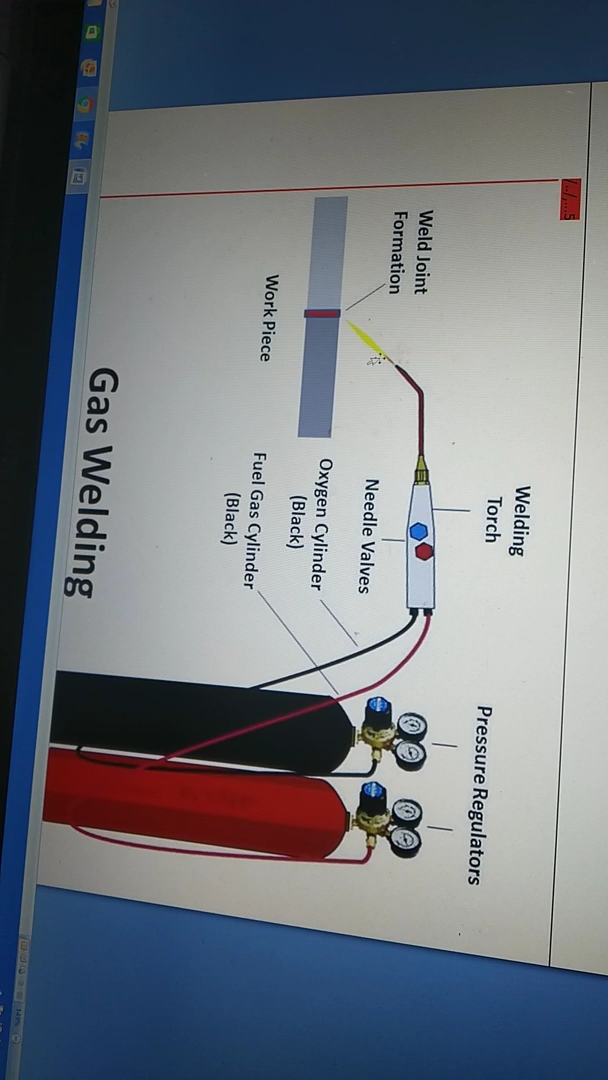 Welding
Torch
Pressure Regulators
Weld Joint
Formation
Needle Valves
Oxygen Cylinder
(Black)
Work Piece
Fuel Gas Cylinder
(Black)
Gas Welding